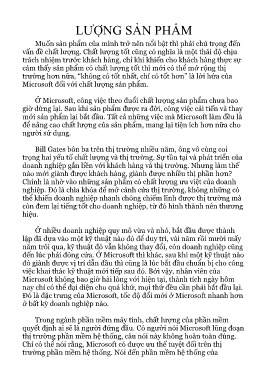 LƯỢNG SẢN PHẨM
Muốn sản phẩm của mình trở nên nổi bật thì phải chú trọng đến
vấn đề chất lượng. Chất lượng tốt cũng có nghĩa là một thái độ chịu
trách nhiệm trước khách hàng, chỉ khi khiến cho khách hàng thực sự
cảm thấy sản phẩm có chất lượng tốt thì mới có thể mở rộng thị
trường hơn nữa. “không có tốt nhất, chỉ có tốt hơn” là lời hứa của
Microsoft đối với chất lượng sản phẩm.
Ở Microsoft, công việc theo đuổi chất lượng sản phẩm chưa bao
giờ dừng lại. Sau khi sản phẩm được ra đời, công việc cải tiến và thay
mới sản phẩm lại bắt đầu. Tất cả những việc mà Microsoft làm đều là
để nâng cao chất lượng của sản phẩm, mang lại tiện ích hơn nữa cho
người sử dụng.
Bill Gates bôn ba trên thị trường nhiều năm, ông vô cùng coi
trọng hai yếu tố chất lượng và thị trường. Sự tồn tại và phát triển của
doanh nghiệp gắn liền với khách hàng và thị trường. Nhưng làm thế
nào mới giành được khách hàng, giành được nhiều thị phần hơn?
Chính là nhờ vào những sản phẩm có chất lượng ưu việt của doanh
nghiệp. Đó là chìa khóa để mở cánh cửa thị trường, không những có
thể khiến doanh nghiệp nhanh chóng chiếm lĩnh được thị trường mà
còn đem lại tiếng tốt cho doanh nghiệp, từ đó hình thành nên thương
hiệu.
Ở nhiều doanh nghiệp quy mô vừa và nhỏ, bắt đầu được thành
lập đã dựa vào một kỹ thuật nào đó để duy trì, vài năm rồi mười mấy
năm trôi qua, kỹ thuật đó vẫn không thay đổi, còn doanh nghiệp cũng
đến lúc phải đóng cửa. Ở Microsoft thì khác, sau khi một kỹ thuật nào
đó giành được vị trí dẫn đầu thì cũng là lúc bắt đầu chuẩn bị cho công
việc khai thác kỹ thuật mới tiếp sau đó. Bởi vậy, nhân viên của
Microsoft không bao giờ hài lòng với hiện tại, thành tích ngày hôm
nay chỉ có thể đại diện cho quá khứ, mọi thứ đều cần phải bắt đầu lại.
Đó là đặc trưng của Microsoft, tốc độ đổi mới ở Microsoft nhanh hơn
ở bất kỳ doanh nghiệp nào.
Trong ngành phần mềm máy tính, chất lượng của phần mềm
quyết định ai sẽ là người đứng đầu. Có người nói Microsoft lũng đoạn
thị trường phần mềm hệ thống, câu nói này không hoàn toàn đúng.
Chỉ có thể nói rằng, Microsoft có được ưu thế tuyệt đối trên thị
trường phần mềm hệ thống. Nói đến phần mềm hệ thống của